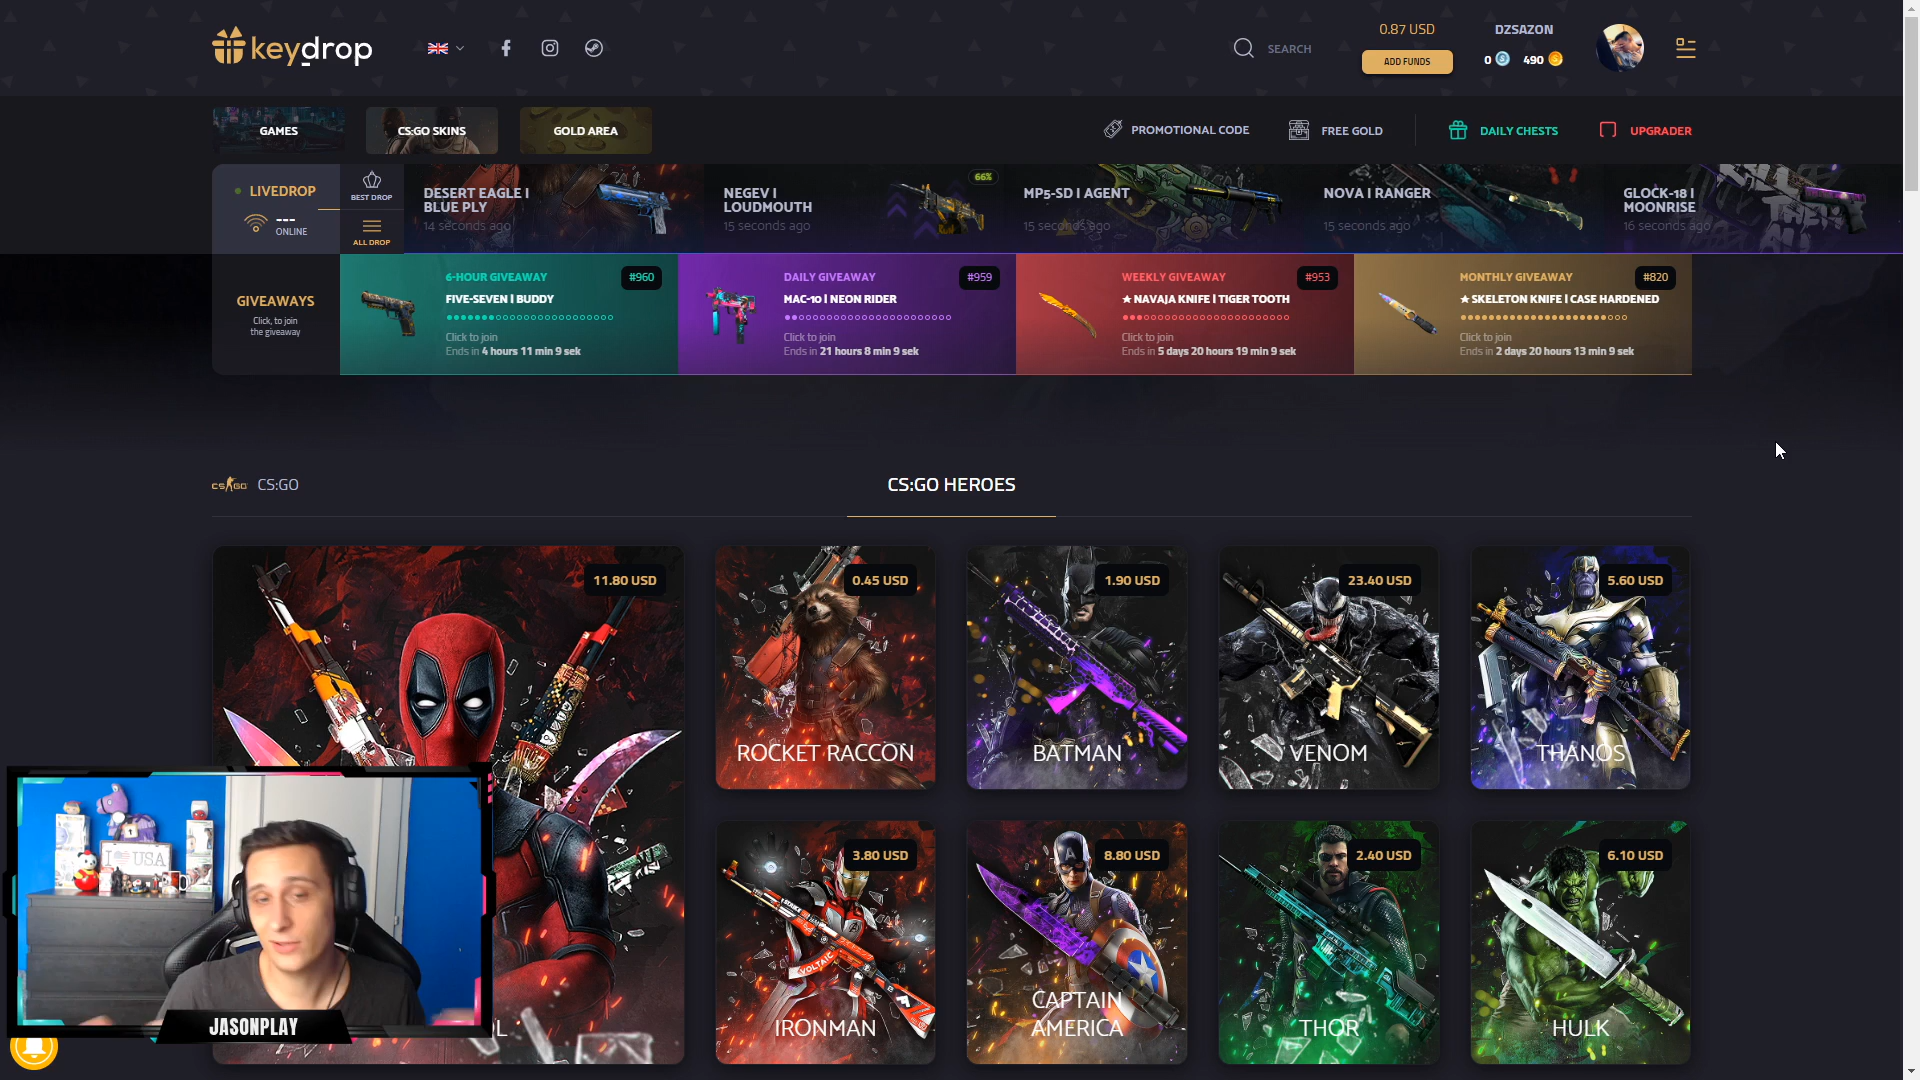 keydrop
SEARCH
0.87 USD
ADD FUNDS
DZSAZON
0
490
GAMES
CS:GO SKINS
GOLD AREA
PROMOTIONAL CODE
FREE GOLD
DAILY CHESTS
UPGRADER
LIVEDROP
---
ONLINE
BEST DROP
ALL DROP
DESERT EAGLE |
BLUE PLY
14 seconds ago
NEGEV |
LOUDMOUTH
15 seconds ago
66%
MP5-SD | AGENT
15 seconds ago
NOVA | RANGER
15 seconds ago
GLOCK-18 |
MOONRISE
16 seconds ago
GIVEAWAYS
Click, to join
the giveaway
6-HOUR GIVEAWAY
#960
FIVE-SEVEN | BUDDY
Click to join
Ends in 4 hours 11 min 9 sek
DAILY GIVEAWAY
#959
MAC-10 | NEON RIDER
Click to join
Ends in 21 hours 8 min 9 sek
WEEKLY GIVEAWAY
#953
★ NAVAJA KNIFE | TIGER TOOTH
Click to join
Ends in 5 days 20 hours 19 min 9 sek
MONTHLY GIVEAWAY
#820
★ SKELETON KNIFE | CASE HARDENED
Click to join
Ends in 2 days 20 hours 13 min 9 sek
CS GO
CS:GO
CS:GO HEROES
11.80 USD
0.45 USD
ROCKET RACCON
1.90 USD
BATMAN
23.40 USD
VENOM
5.60 USD
THANOS
3.80 USD
VOLTAIC
IRONMAN
8.80 USD
A
CAPTAIN
AMERICA
2.40 USD
THOR
6.10 USD
HULK
I USA
L
JASONPLAY